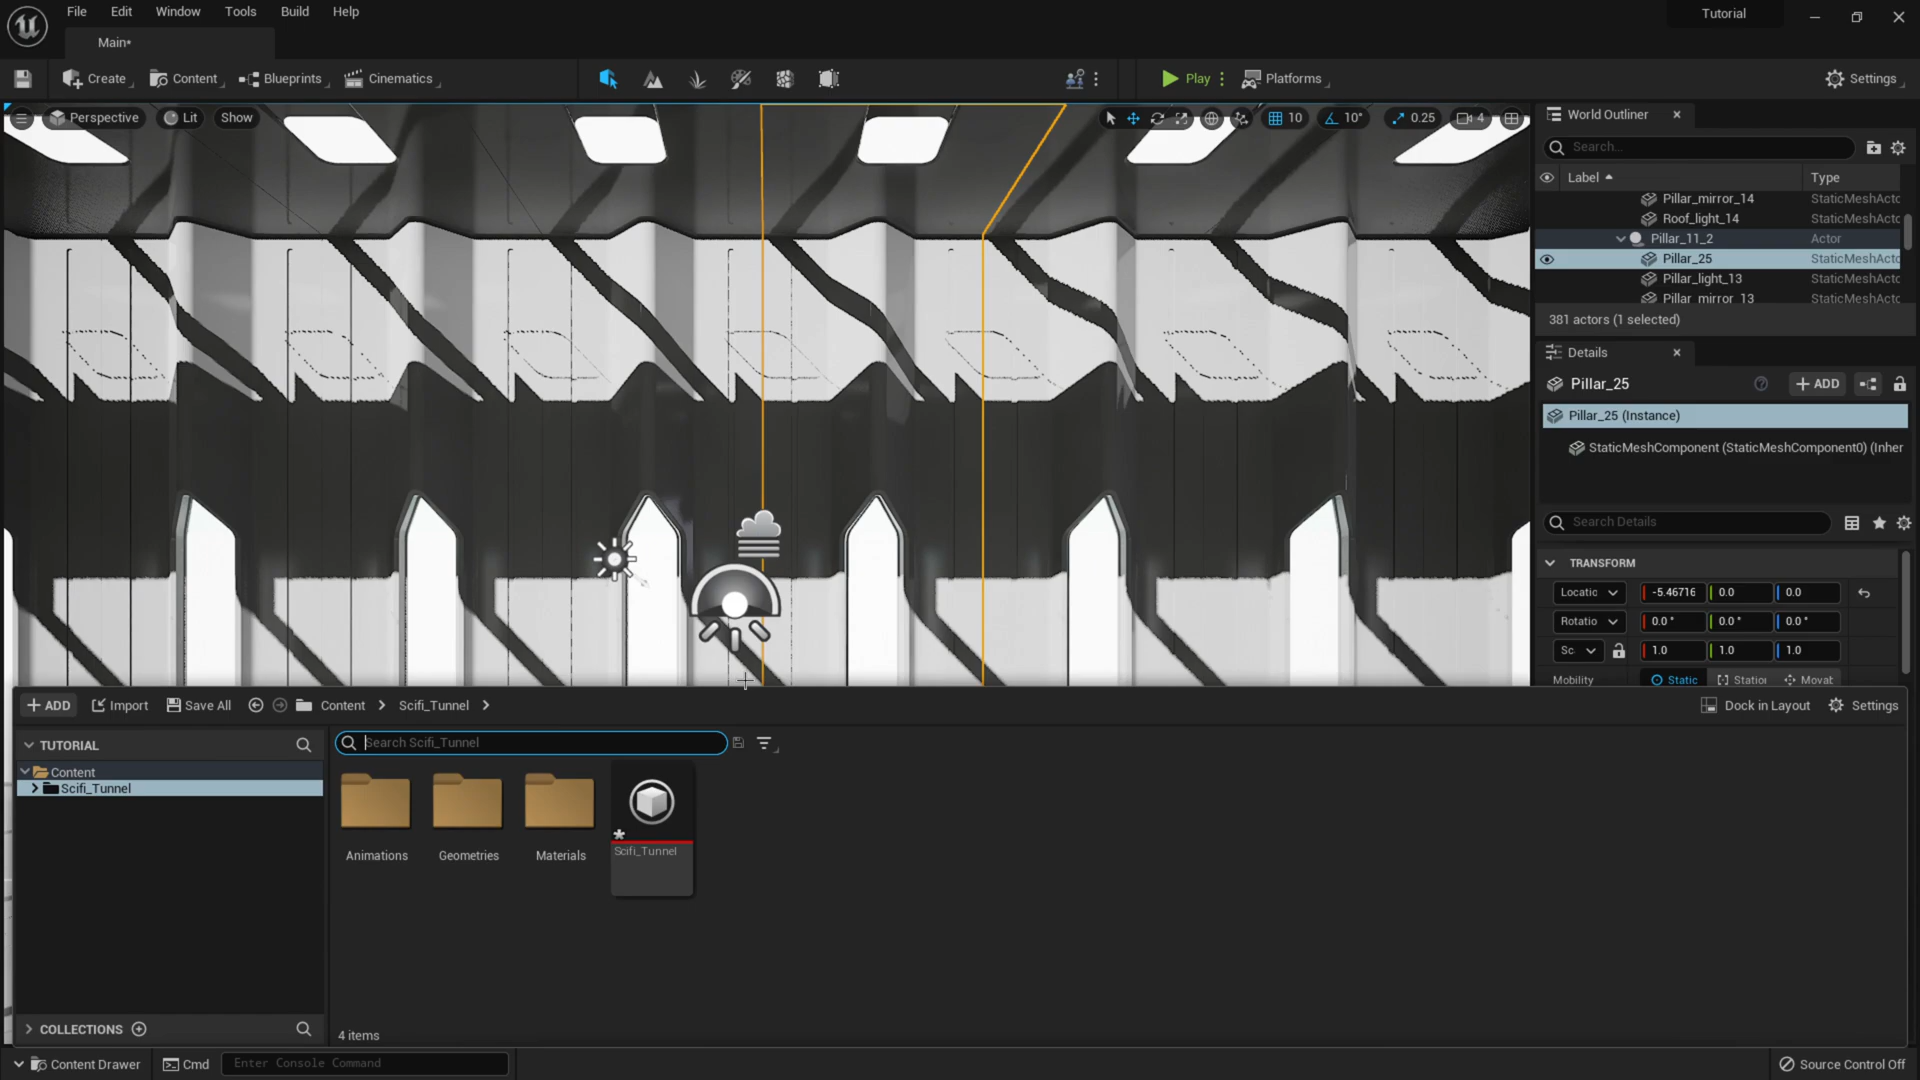 File Edit Window Tools Build Help
Tutorial
Main*
Create Content Blueprints Cinematics
Play Platforms
Settings
Perspective Lit Show
10 10° 0.25 4
World Outliner
Search...
Label Type
Pillar_mirror_14 StaticMeshActo
Roof_light_14 StaticMeshActo
Pillar_11_2 Actor
Pillar_25 StaticMeshActo
Pillar_light_13 StaticMeshActo
Pillar_mirror_13 StaticMeshActo
381 actors (1 selected)
Details
Pillar_25
ADD
Pillar_25 (Instance)
StaticMeshComponent (StaticMeshComponent0) (Inher
Search Details
TRANSFORM
Locatic -5.46716 0.0 0.0
Rotatio 0.0° 0.0° 0.0°
Sc 1.0 1.0 1.0
Mobility Static Statior Movat
ADD Import Save All Content Scifi_Tunnel
Dock in Layout Settings
TUTORIAL
Search Scifi_Tunnel
Content
Scifi_Tunnel
Animations Geometries Materials Scifi_Tunnel
COLLECTIONS
4 items
Content Drawer Cmd Enter Console Command
Source Control Off